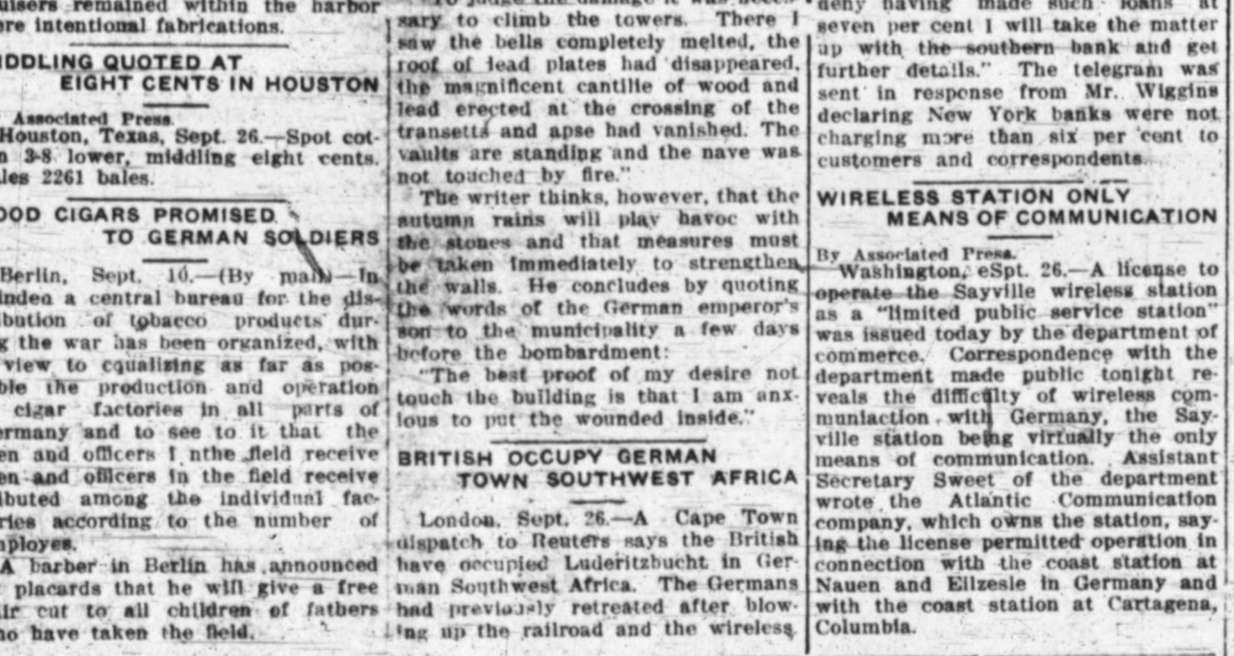 remained within the harbor
intentional fabrications.
QUOTED AT
EIGHT CENTS IN HOUSTON
Associated Press.
Houston, Texas, Sept. 26.—Spot cot-
3-8 lower, middling eight cents.
2261 bales.
CIGARS PROMISED
TO GERMAN SOLDIERS
Berlin, Sept. 10.—(By mail)—In
a central bureau for the dis-
of tobacco products dur-
the war has been organized, with
view to equalizing as far as pos-
the production and operation
cigar factories in all parts of
and to see to it that the
and officers I nthe field receive
and officers in the field receive
among the individual fac-
according to the number of
A barber in Berlin has announced
placards that he will give a free
cut to all children of fathers
have taken the field.
To judge the damage it was
sary to climb the towers. There I
saw the bells completely melted, the
roof of lead plates had disappeared,
the magnificent cantille of wood and
lead erected at the crossing of the
transetts and apse had vanished. The
vaults are standing and the nave was
not touched by fire."
The writer thinks, however, that the
autumn rains will play havoc with
the stones and that measures must
be taken immediately to strengthen
the walls. He concludes by quoting
the words of the German emperor's
son to the municipality a few days
before the bombardment:
"The best proof of my desire not
touch the building is that I am anx-
ious to put the wounded inside."
BRITISH OCCUPY GERMAN
TOWN SOUTHWEST AFRICA
London, Sept. 26.—A Cape Town
dispatch to Reuters says the British
have occupied Luderitzbucht in Ger-
man Southwest Africa. The Germans
had previously retreated after blow-
ing up the railroad and the wireless
deny having made such loans at
seven per cent I will take the matter
up with the southern bank and get
further details." The telegram was
sent in response from Mr. Wiggins
declaring New York banks were not
charging more than six per cent to
customers and correspondents.
WIRELESS STATION ONLY
MEANS OF COMMUNICATION
By Associated Press.
Washington, eSpt. 26.—A license to
operate the Sayville wireless station
as a "limited public service station"
was issued today by the department of
commerce. Correspondence with the
department made public tonight re-
veals the difficulty of wireless com-
muniaction with Germany, the Say-
ville station being virtually the only
means of communication. Assistant
Secretary Sweet of the department
wrote the Atlantic Communication
company, which owns the station, say-
ing the license permitted operation in
connection with the coast station at
Nauen and Eilzesle in Germany and
with the coast station at Cartagena,
Columbia.